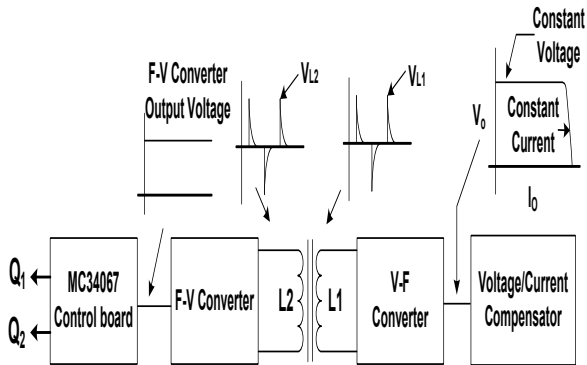 Constant
Voltage
F-V Converter
Output Voltage
VL2
VL1
Vo
Constant
Current
IO
Q1
Q2
MC34067
Control board
F-V Converter
L2
L1
V-F
Converter
Voltage/Current
Compensator